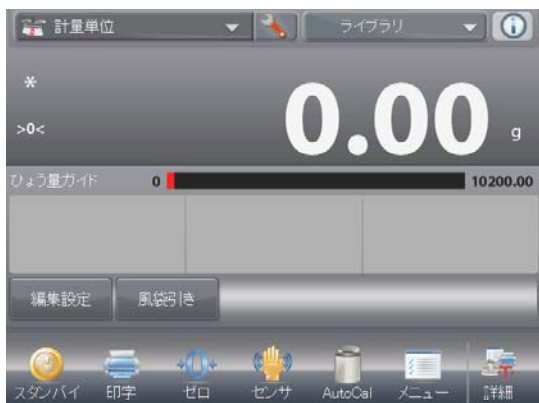 計量単位 ライブラリ
*
>0<
0.00 g
ひょう量ガイド 0 10200.00
編集設定 風袋引き
スタンバイ 印字 ゼロ センサ AutoCal メニュー 詳細